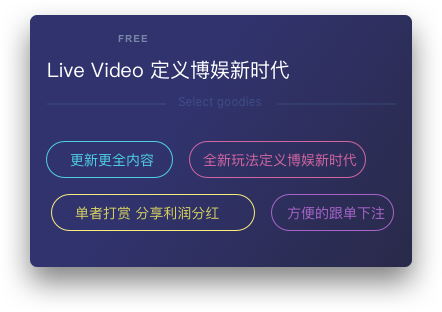 FREE
Live Video 定义博娱新时代
Select goodies
更新更全内容
全新玩法定义博娱新时代
单者打赏 分享利润分红
方便的跟单下注